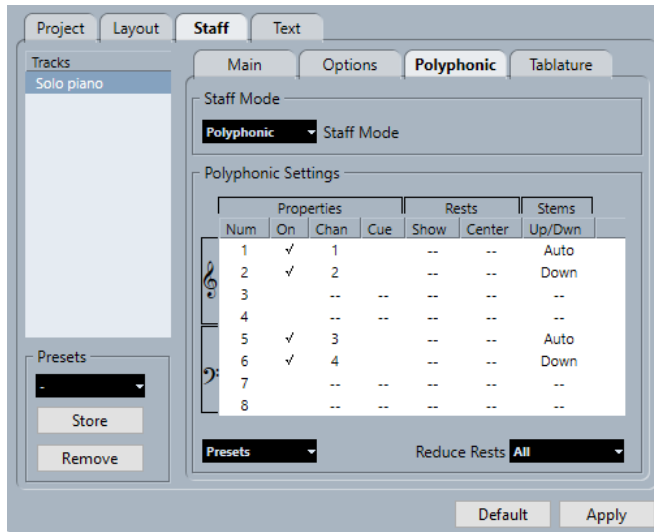 Project Layout Staff Text
Tracks
Solo piano
Main Options Polyphonic Tablature
Staff Mode
Polyphonic Staff Mode
Polyphonic Settings
Properties Rests Stems
Num On Chan Cue Show Center Up/Dwn
1 √ 1 -- -- Auto
2 √ 2 -- -- Down
3 -- -- -- -- --
4 -- -- -- -- --
5 √ 3 -- -- Auto
6 √ 4 -- -- Down
7 -- -- -- -- --
8 -- -- -- -- --
Presets
-
Store
Remove
Presets Reduce Rests All
Default Apply